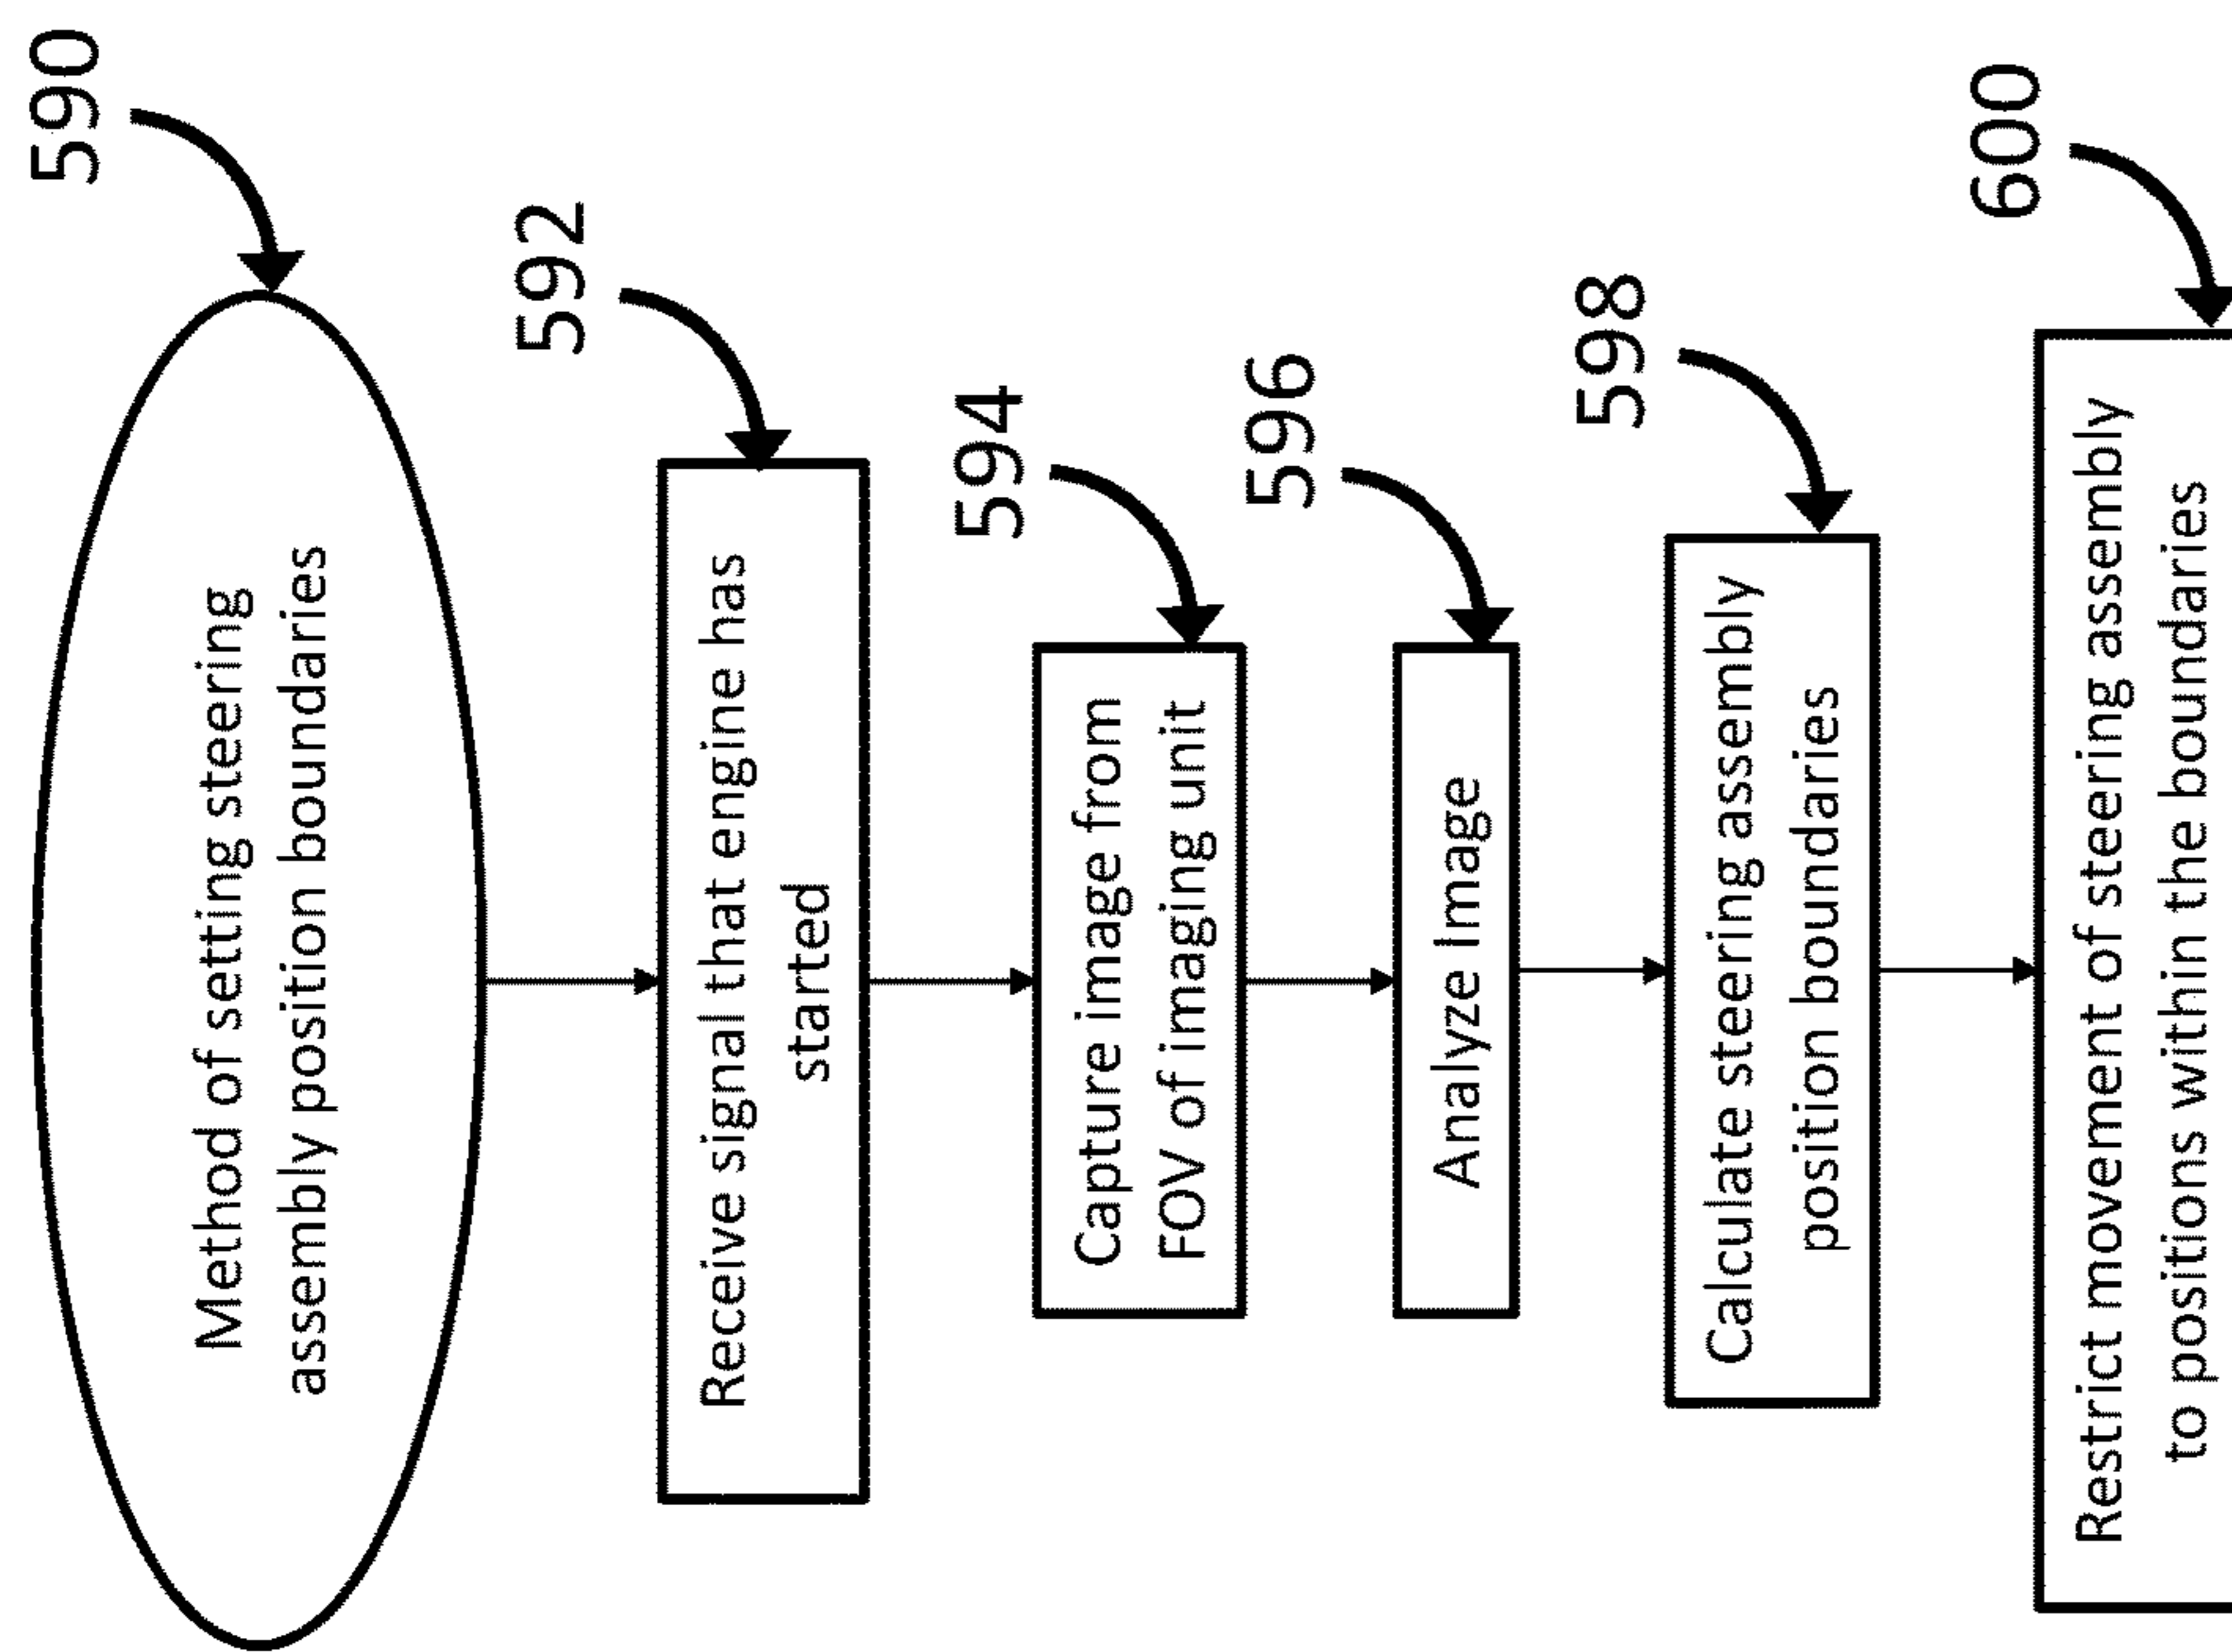 590
Method of setting steering
assembly position boundaries
592
Receive signal that engine has
started
594
Capture image from
FOV of imaging unit
596
Analyze Image
598
Calculate steering assembly
position boundaries
600
Restrict movement of steering assembly
to positions within the boundaries